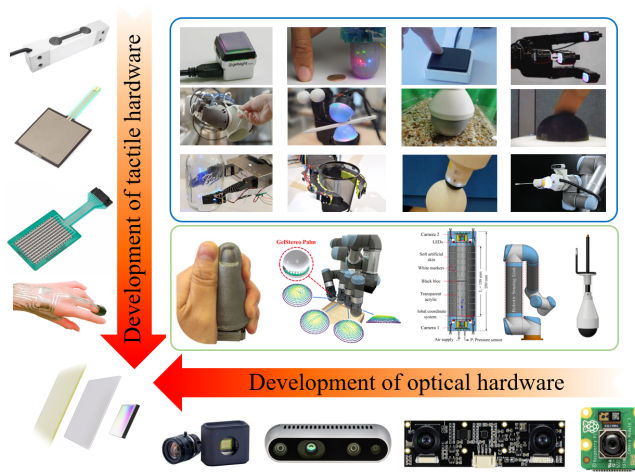 Development of tactile hardware
GelStereo Palm
Camera 2
LEDs
Soft artificial
skin
White markers
Black blue
Transparent
acrylic
Camera 1
Air supply
P. Pressure sensor
Development of optical hardware